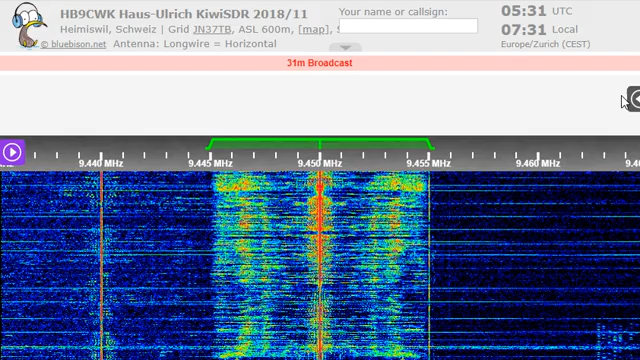 HB9CWK Haus-Ulrich KiwiSDR 2018/11
Heimiswil, Schweiz | Grid JN37TB, ASL 600m, [map],
© bluebison.net Antenna: Longwire = Horizontal
Your name or callsign:
05:31 UTC
07:31 Local
Europe/Zurich (CEST)
31m Broadcast
9.440 MHz 9.445 MHz 9.450 MHz 9.455 MHz 9.460 MHz